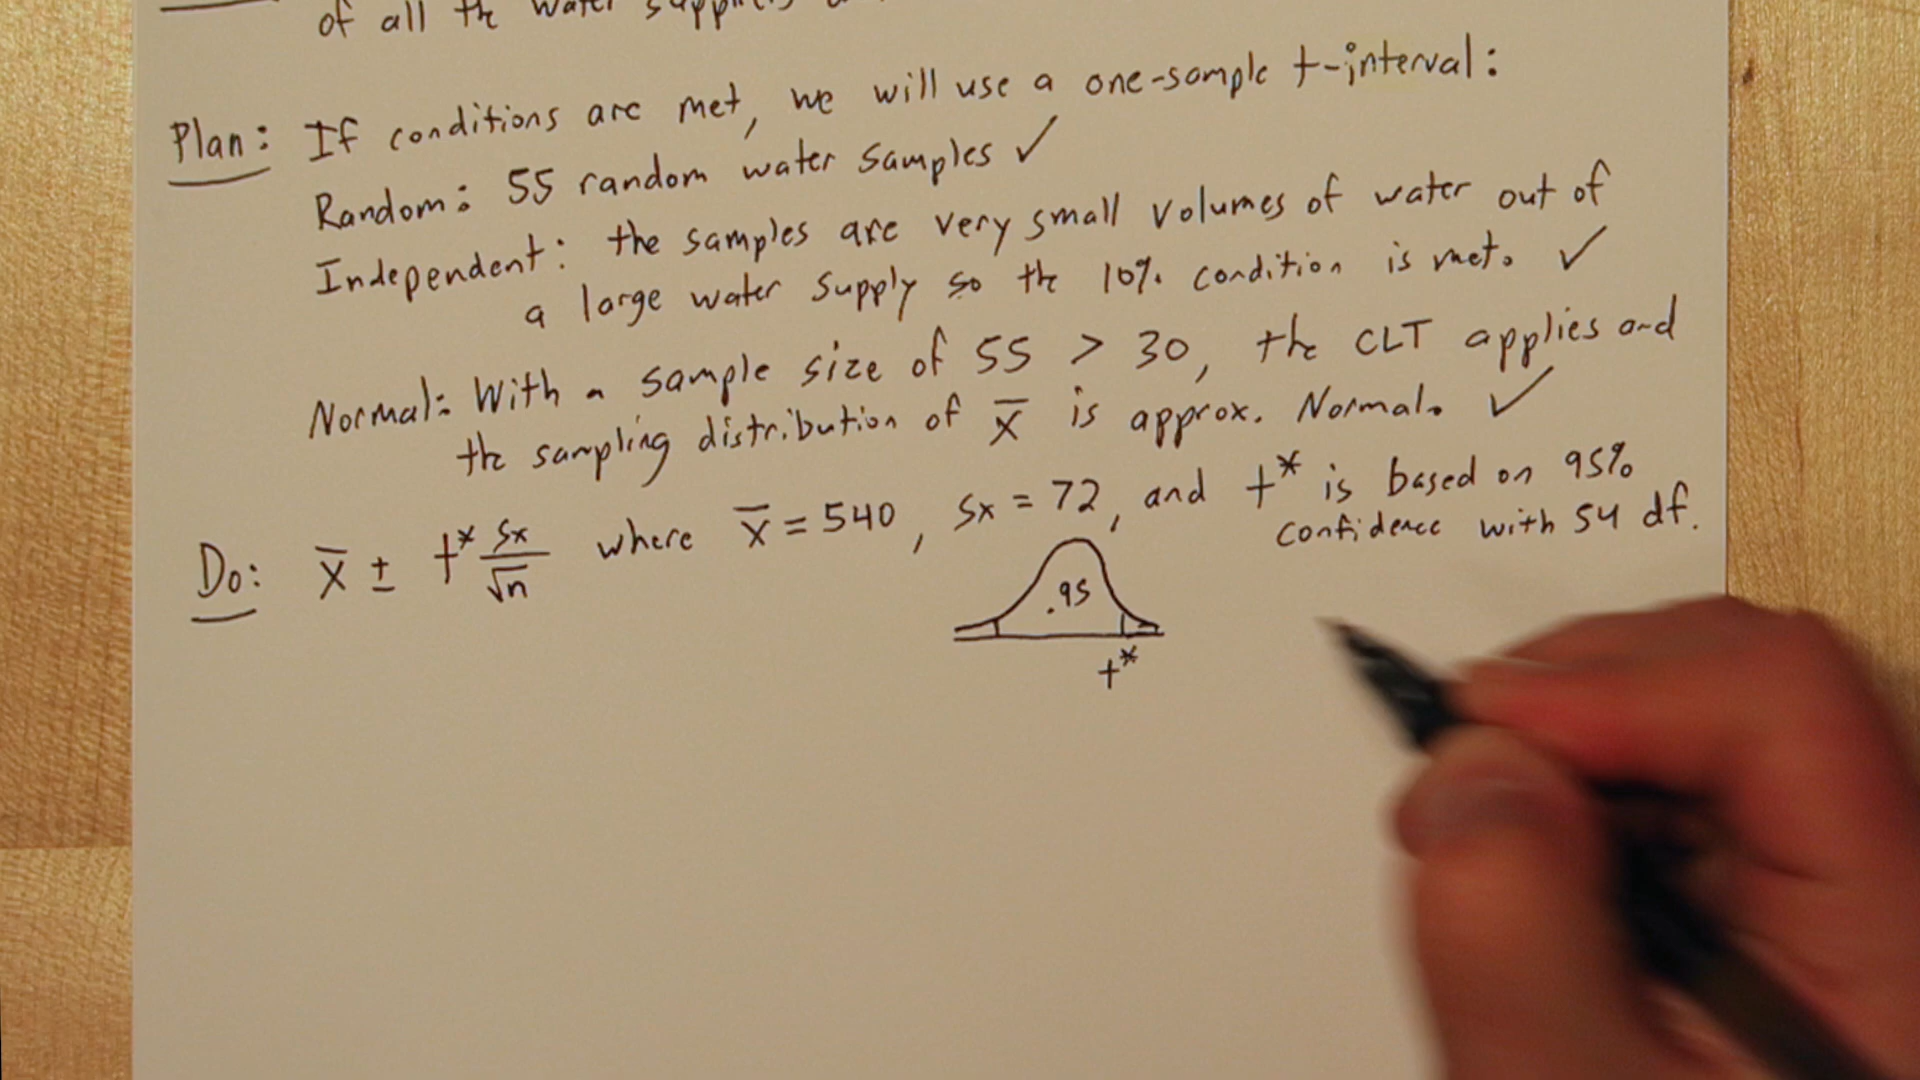 of all the water
Plan: If conditions are met, we will use a one-sample t-interval:
Random: 55 random water samples ✓
Independent: the samples are very small volumes of water out of
a large water supply so the 10% condition is met. ✓
Normal: With a sample size of 55 > 30, the CLT applies and
the sampling distribution of x̅ is approx. Normal. ✓
Do: x̅ ± t* sx/√n where x̅ = 540, sx = 72, and t* is based on 95%
confidence with 54 df.
.95
t*